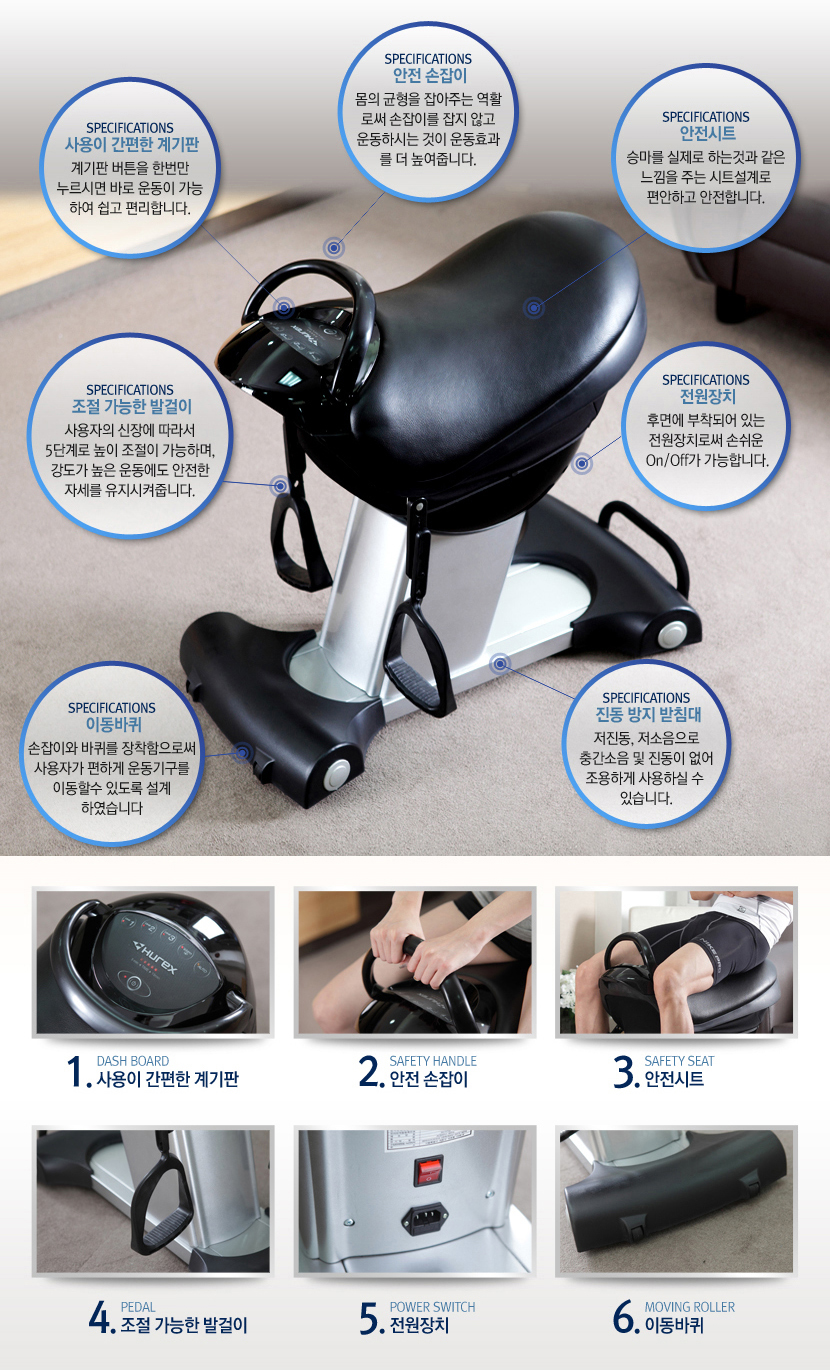 SPECIFICATIONS
안전 손잡이
몸의 균형을 잡아주는 역활
로써 손잡이를 잡지 않고
운동하시는 것이 운동효과
를 더 높여줍니다.
SPECIFICATIONS
사용이 간편한 계기판
계기판 버튼을 한번만
누르시면 바로 운동이 가능
하여 쉽고 편리합니다.
SPECIFICATIONS
안전시트
승마를 실제로 하는것과 같은
느낌을 주는 시트설계로
편안하고 안전합니다.
SPECIFICATIONS
조절 가능한 발걸이
사용자의 신장에 따라서
5단계로 높이 조절이 가능하며,
강도가 높은 운동에도 안전한
자세를 유지시켜줍니다.
SPECIFICATIONS
전원장치
후면에 부착되어 있는
전원장치로써 손쉬운
On/Off가 가능합니다.
SPECIFICATIONS
이동바퀴
손잡이와 바퀴를 장착함으로써
사용자가 편하게 운동기구를
이동할수 있도록 설계
하였습니다
SPECIFICATIONS
진동 방지 받침대
저진동, 저소음으로
층간소음 및 진동이 없어
조용하게 사용하실 수
있습니다.
Hurex
1. DASH BOARD
사용이 간편한 계기판
2. SAFETY HANDLE
안전 손잡이
3. SAFETY SEAT
안전시트
4. PEDAL
조절 가능한 발걸이
5. POWER SWITCH
전원장치
6. MOVING ROLLER
이동바퀴